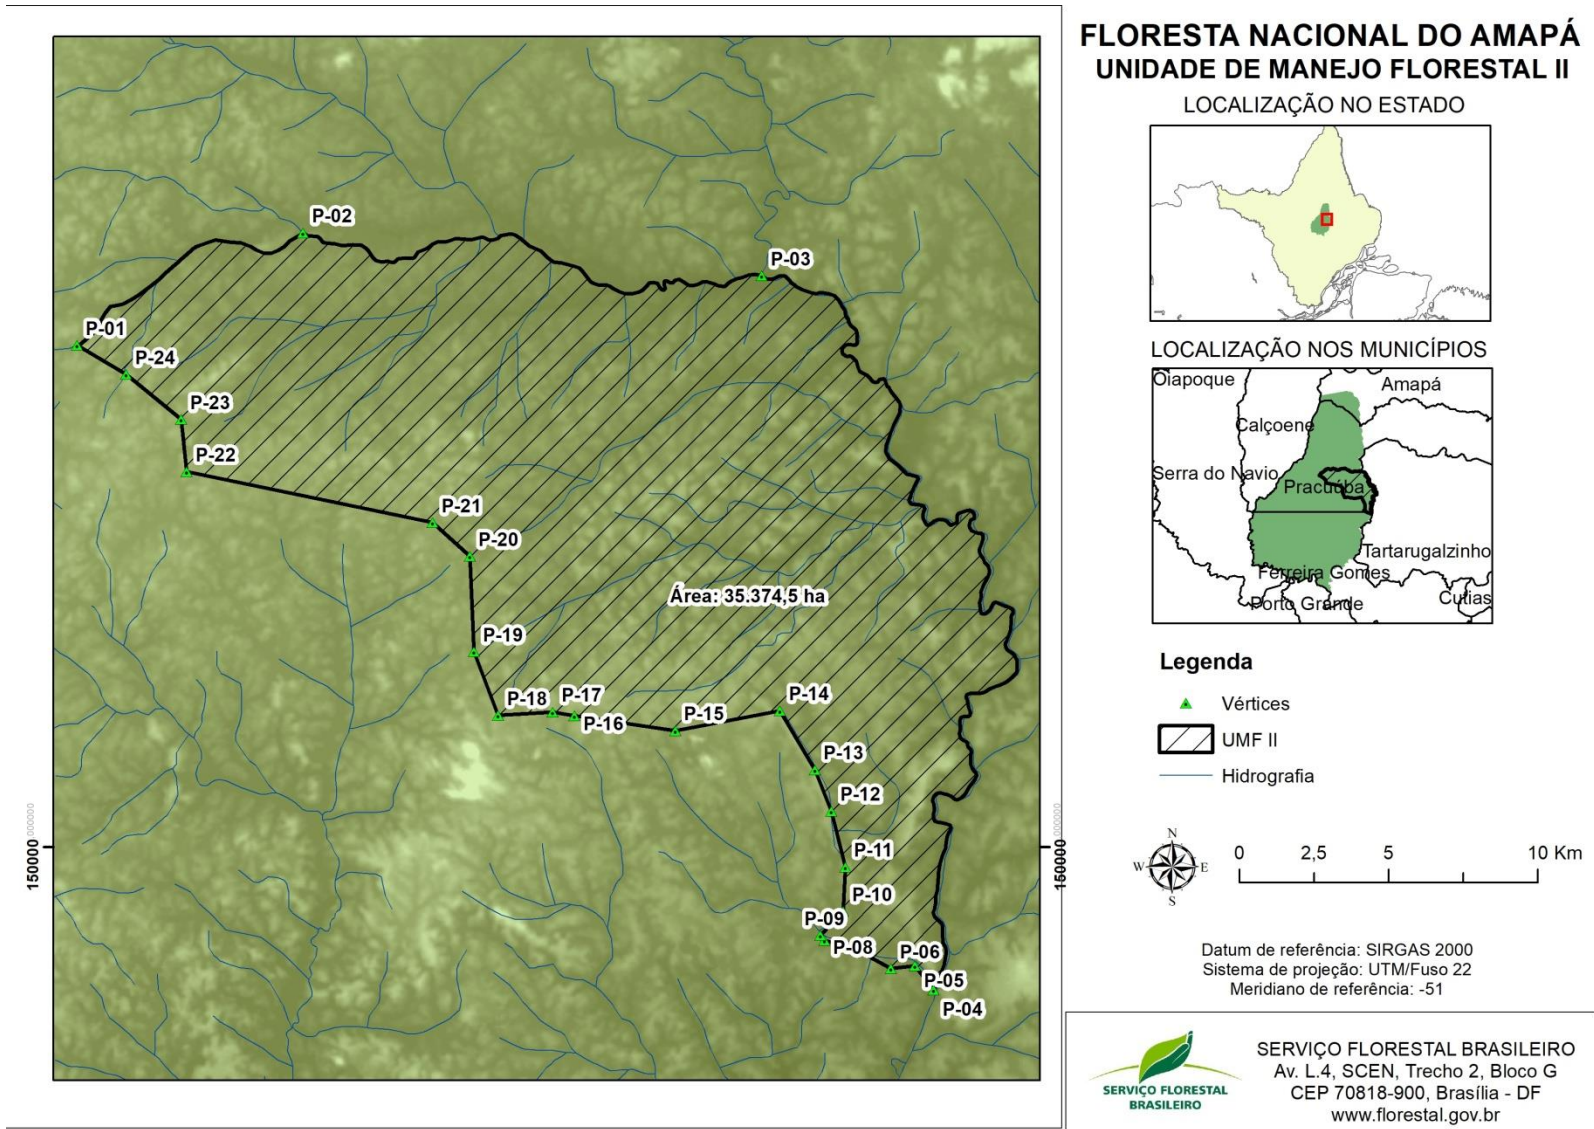 FLORESTA NACIONAL DO AMAPÁ
UNIDADE DE MANEJO FLORESTAL II
LOCALIZAÇÃO NO ESTADO
LOCALIZAÇÃO NOS MUNICÍPIOS
Oiapoque
Amapá
Calçoene
Serra do Navio
Pracuúba
Tartarugalzinho
Ferreira Gomes
Porto Grande
Cutias
Legenda
Vértices
UMF II
Hidrografia
N
W E
S
0 2,5 5 10 Km
Datum de referência: SIRGAS 2000
Sistema de projeção: UTM/Fuso 22
Meridiano de referência: -51
SERVIÇO FLORESTAL
BRASILEIRO
SERVIÇO FLORESTAL BRASILEIRO
Av. L.4, SCEN, Trecho 2, Bloco G
CEP 70818-900, Brasília - DF
www.florestal.gov.br
P-02
P-03
P-01
P-24
P-23
P-22
P-21
P-20
Área: 35.374,5 ha
P-19
P-18
P-17
P-16
P-15
P-14
P-13
P-12
P-11
P-10
P-09
P-08
P-06
P-05
P-04
150000,000000
150000,000000